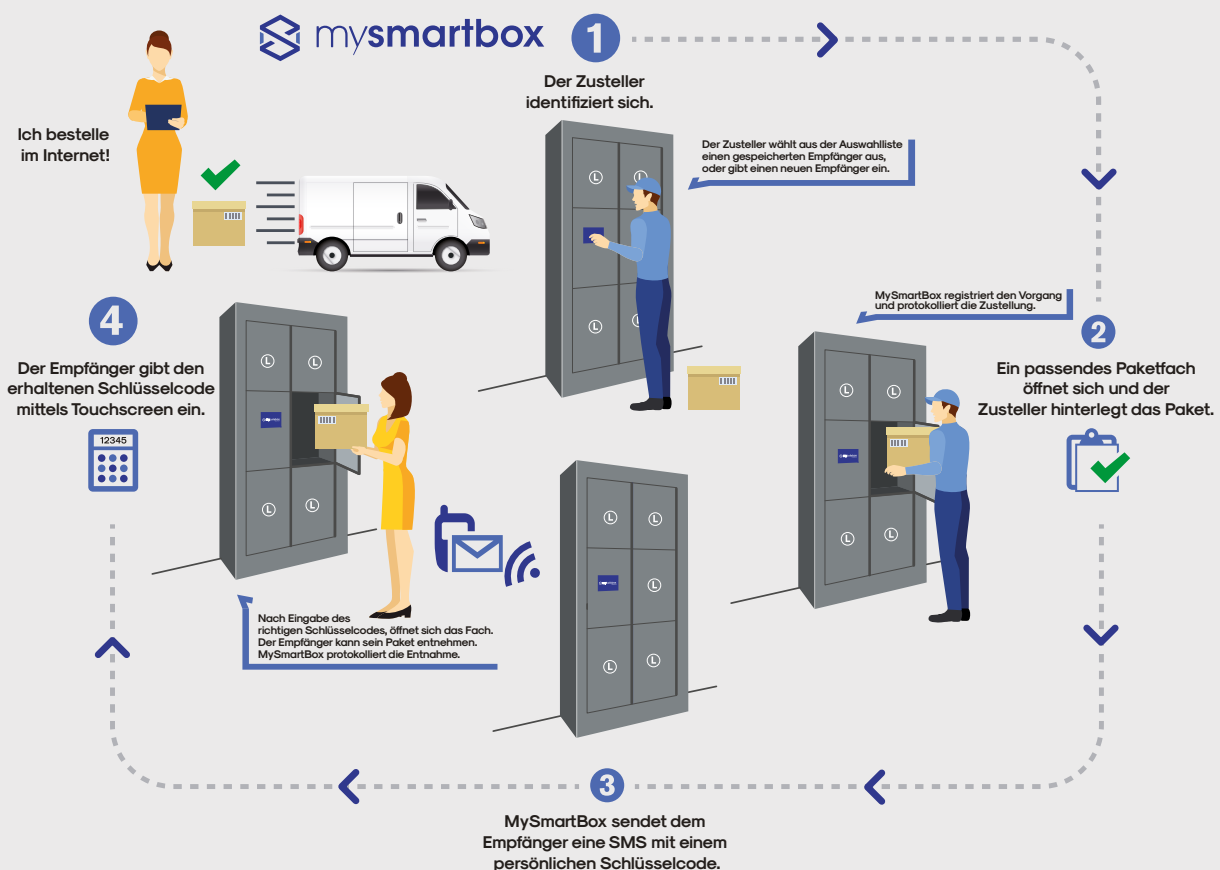 mysmartbox
1
Der Zusteller
identifiziert sich.
Ich bestelle
im Internet!
Der Zusteller wählt aus der Auswahlliste
einen gespeicherten Empfänger aus,
oder gibt einen neuen Empfänger ein.
L
L
L
L
L
MySmartBox registriert den Vorgang
und protokolliert die Zustellung.
2
Ein passendes Paketfach
öffnet sich und der
Zusteller hinterlegt das Paket.
L
L
L
L
L
L
L
L
L
3
MySmartBox sendet dem
Empfänger eine SMS mit einem
persönlichen Schlüsselcode.
4
Der Empfänger gibt den
erhaltenen Schlüsselcode
mittels Touchscreen ein.
12345
L
L
L
L
Nach Eingabe des
richtigen Schlüsselcodes, öffnet sich das Fach.
Der Empfänger kann sein Paket entnehmen.
MySmartBox protokolliert die Entnahme.